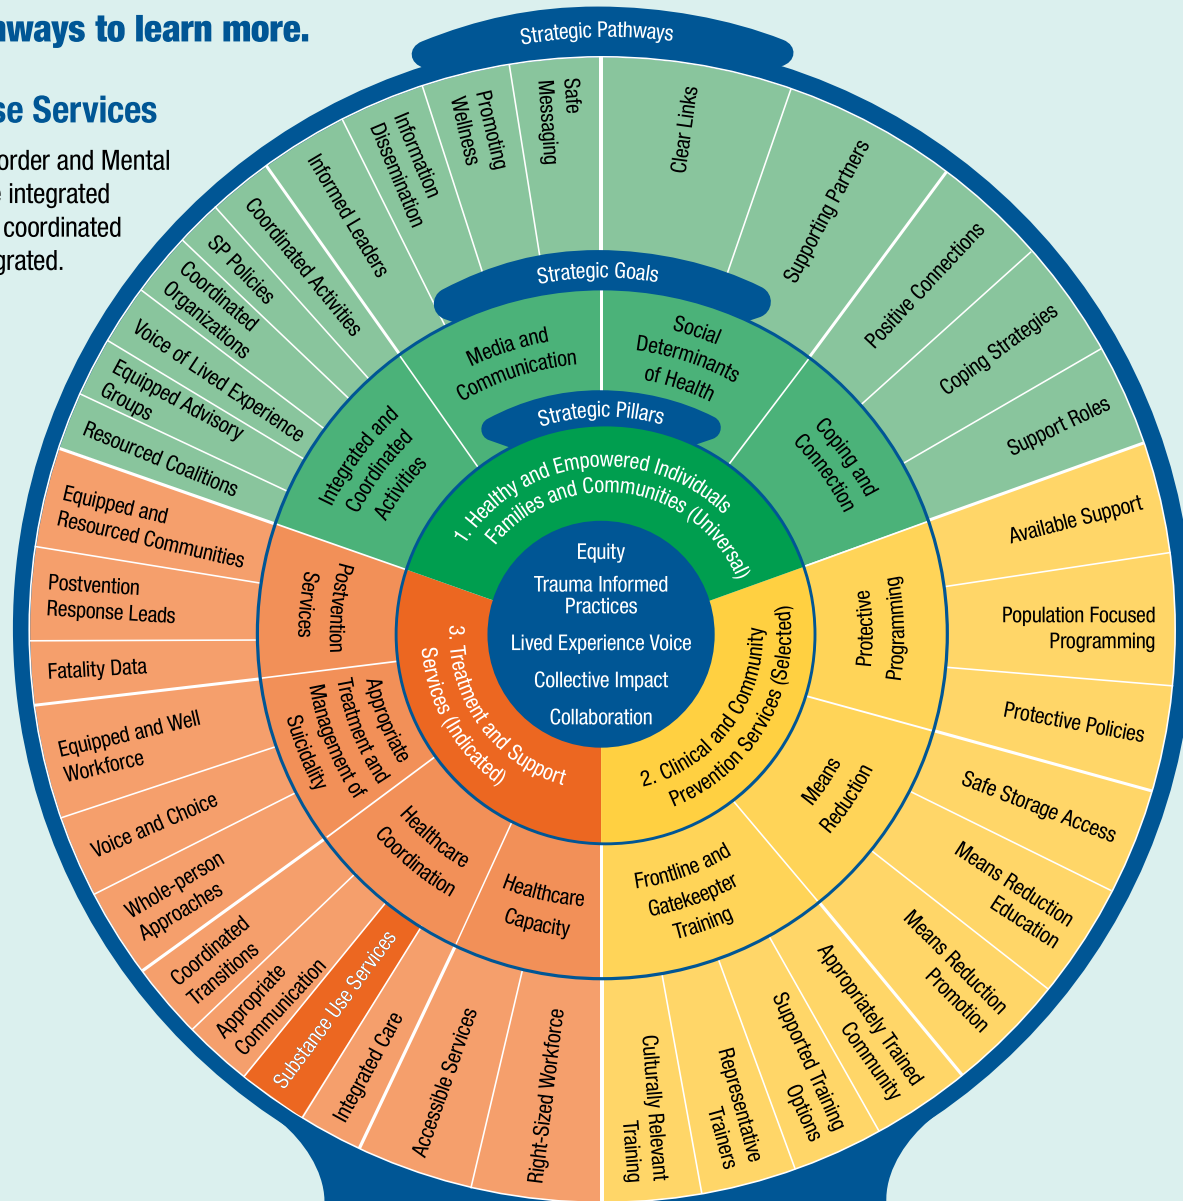 nways to learn more.
se Services
order and Mental
e integrated
coordinated
grated.
Strategic Pathways
Safe
Messaging
Promoting
Wellness
Information
Dissemination
Informed Leaders
Coordinated Activities
SP Policies
Coordinated
Organizations
Voice of Lived Experience
Equipped Advisory
Groups
Resourced Coalitions
Clear Links
Supporting Partners
Positive Connections
Coping Strategies
Support Roles
Strategic Goals
Media and
Communication
Social
Determinants
of Health
Integrated and
Coordinated
Activities
Coping and
Connection
Strategic Pillars
1. Healthy and Empowered Individuals
Families and Communities (Universal)
Equity
Trauma Informed
Practices
Lived Experience Voice
Collective Impact
Collaboration
2. Clinical and Community
Prevention Services (Selected)
3. Treatment and Support
Services (Indicated)
Protective
Programming
Means
Reduction
Frontline and
Gatekeeper
Training
Available Support
Population Focused
Programming
Protective Policies
Safe Storage Access
Means Reduction
Education
Means Reduction
Promotion
Appropriately Trained
Community
Supported Training
Options
Representative
Trainers
Culturally Relevant
Training
Postvention
Services
Appropriate
Treatment and
Management of
Suicidality
Healthcare
Coordination
Healthcare
Capacity
Equipped and
Resourced Communities
Postvention
Response Leads
Fatality Data
Equipped and Well
Workforce
Voice and Choice
Whole-person
Approaches
Coordinated
Transitions
Appropriate
Communication
Substance Use Services
Integrated Care
Accessible Services
Right-Sized Workforce